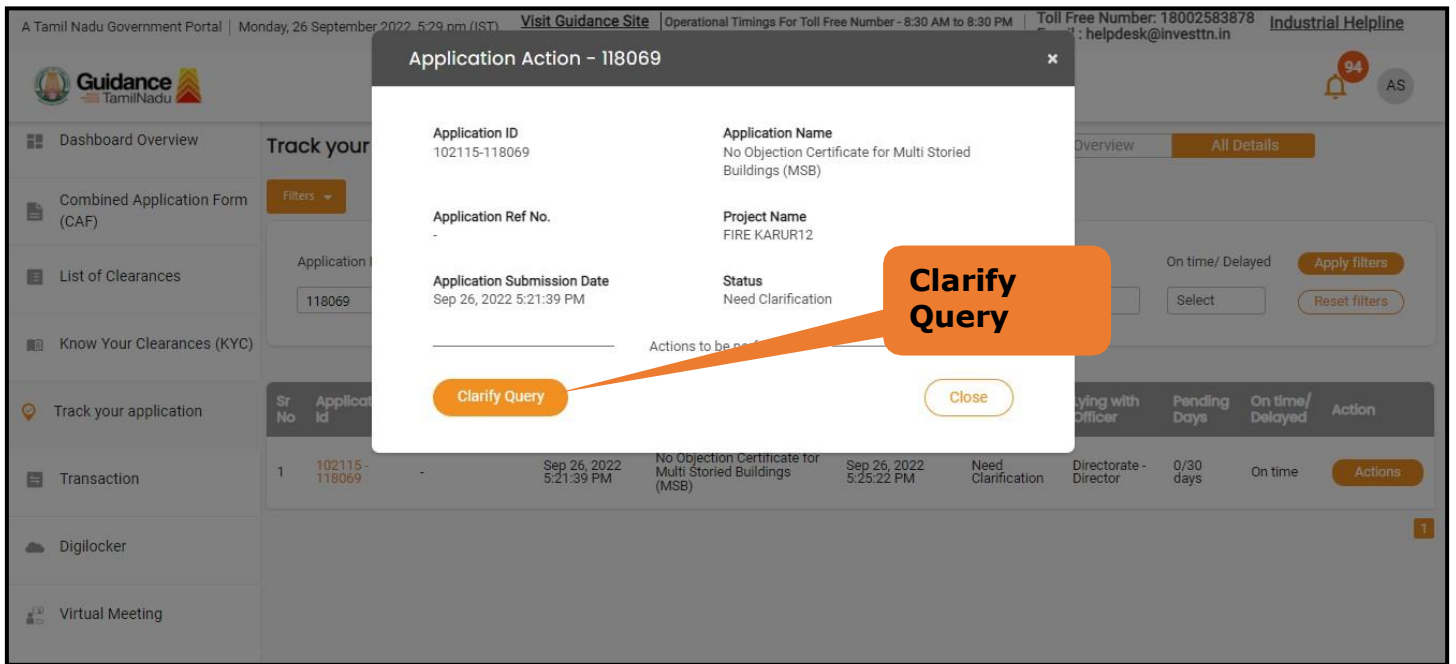 A Tamil Nadu Government Portal | Monday, 26 September 2022, 5:29 pm (IST) Visit Guidance Site | Operational Timings For Toll Free Number - 8:30 AM to 8:30 PM | Toll Free Number: 18002583878 Industrial Helpline
: helpdesk@investtn.in
Guidance
TamilNadu
Application Action - 118069 ×
94
AS
Dashboard Overview
Combined Application Form
(CAF)
List of Clearances
Know Your Clearances (KYC)
Track your application
Transaction
Digilocker
Virtual Meeting
Track your
Overview All Details
Filters
Application
118069
On time/ Delayed Apply filters
Select Reset filters
Application ID
102115-118069
Application Name
No Objection Certificate for Multi Storied
Buildings (MSB)
Application Ref No.
-
Project Name
FIRE KARUR12
Application Submission Date
Sep 26, 2022 5:21:39 PM
Status
Need Clarification
Actions to be
Clarify Query Close
Clarify
Query
Sr
No
Id
Lying with
Officer
Pending
Days
On time/
Delayed
Action
1
102115-
118069
-
Sep 26, 2022
5:21:39 PM
No Objection Certificate for
Multi Storied Buildings
(MSB)
Sep 26, 2022
5:25:22 PM
Need
Clarification
Directorate -
Director
0/30
days
On time
Actions
1